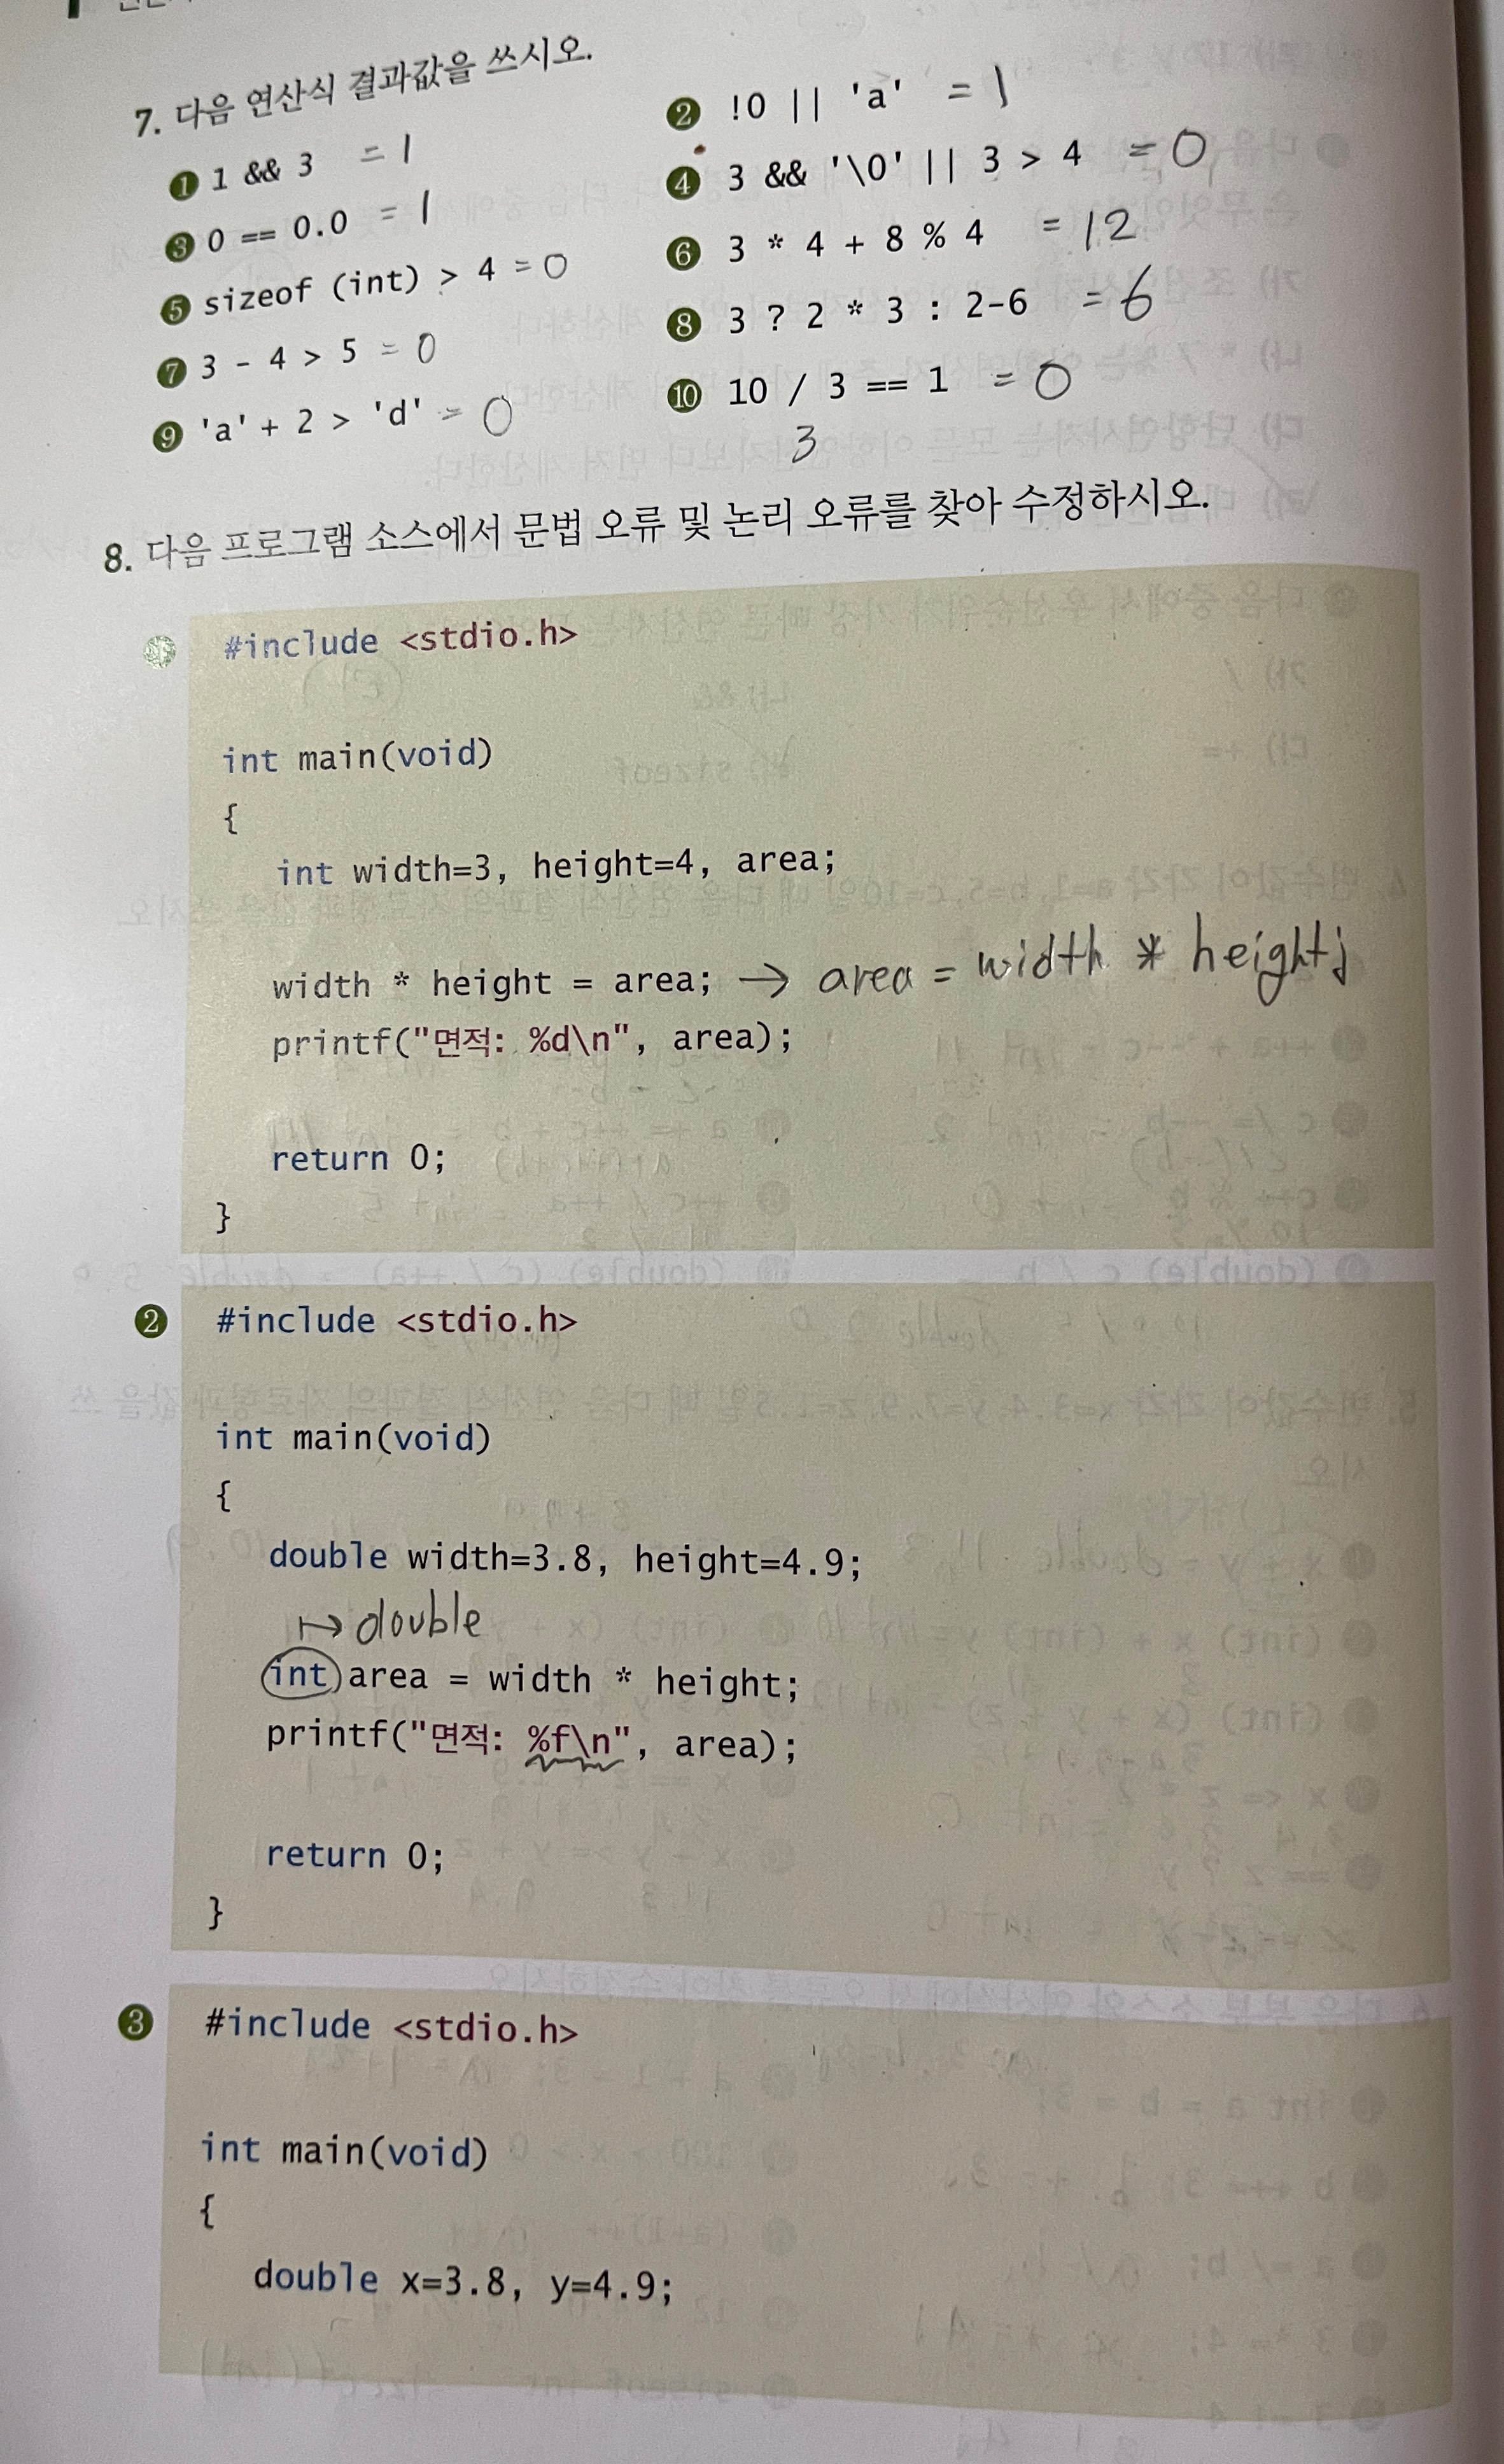 7. 다음 연산식 결과값을 쓰시오.
❶ 1 && 3 = 1
❷ !0 || 'a' = 1
❸ 0 == 0.0 = 1
❹ 3 && '\0' || 3 > 4 = 0
❺ sizeof (int) > 4 = 0
❻ 3 * 4 + 8 % 4 = 12
❼ 3 - 4 > 5 = 0
❽ 3 ? 2 * 3 : 2-6 = 6
❾ 'a' + 2 > 'd' = 0
❿ 10 / 3 == 1 = 0
3
8. 다음 프로그램 소스에서 문법 오류 및 논리 오류를 찾아 수정하시오.
#include <stdio.h>
int main(void)
{
int width=3, height=4, area;
width * height = area; → area = width * height;
printf("면적: %d\n", area);
return 0;
}
❷ #include <stdio.h>
int main(void)
{
double width=3.8, height=4.9;
↦ double
int area = width * height;
printf("면적: %f\n", area);
return 0;
}
❸ #include <stdio.h>
int main(void)
{
double x=3.8, y=4.9;